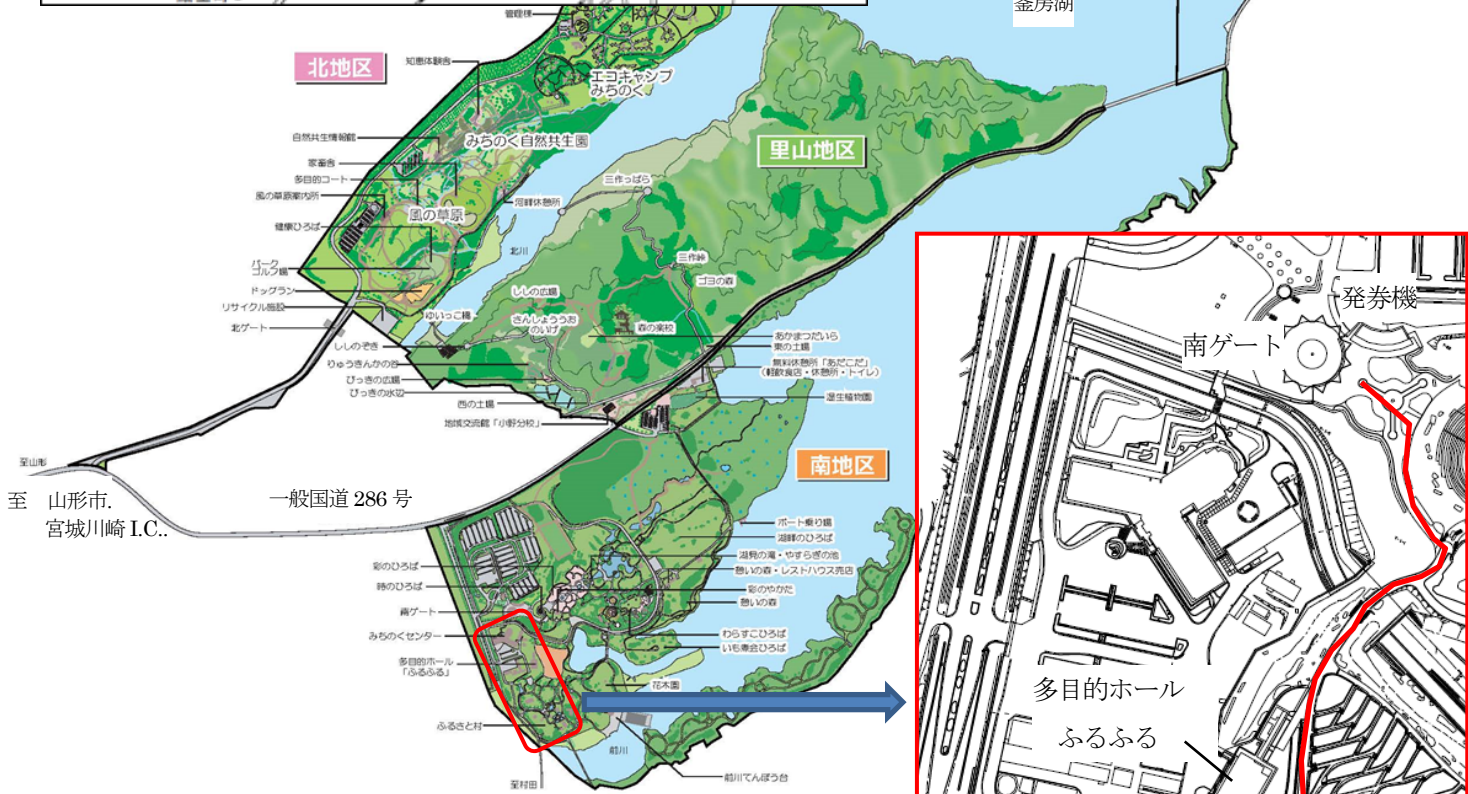 釜房湖
管理棟
北地区
知恵体験舎
エコキャンプ
みちのく
自然共生情報館
みちのく自然共生園
里山地区
家畜舎
多目的コート
三作っぱら
風の草原案内所
河畔休憩所
風の草原
健康ひろば
北川
パーク
ゴルフ場
三作峠
ゴヨの森
ドッグラン
ししの広場
リサイクル施設
ゆいっこ橋
さんしょううお
のいけ
森の楽校
北ゲート
あかまつだいら
ししのぞき
東の土場
りゅうきんかの谷
無料休憩所「あだこだ」
(軽飲食店・休憩所・トイレ)
びっきの広場
びっきの水辺
西の土場
湿生植物園
地域交流館「小野分校」
至山形
南地区
至 山形市.
宮城川崎 I.C..
一般国道 286 号
ボート乗り場
湖畔のひろば
湖見の滝・やすらぎの池
彩のひろば
憩いの森・レストハウス売店
時のひろば
彩のやかた
憩いの森
南ゲート
みちのくセンター
わらすこひろば
いも煮会ひろば
多目的ホール
「ふるふる」
花木園
ふるさと村
前川
前川てんぼう台
至村田
発券機
南ゲート
多目的ホール
ふるふる